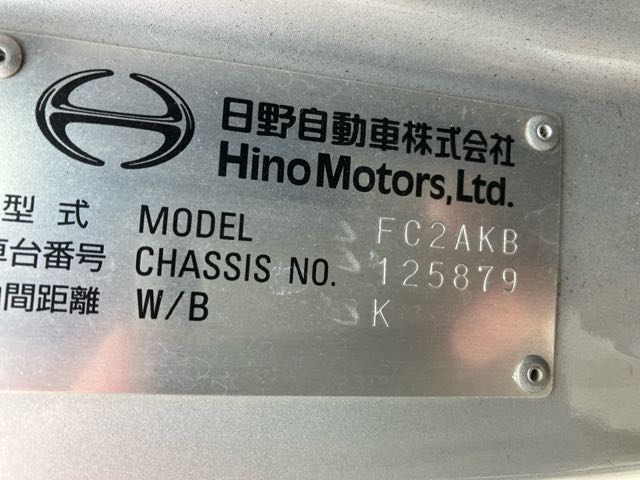 日野自動車株式会社
Hino Motors, Ltd.
型式 MODEL FC2AKB
車台番号 CHASSIS NO. 125879
間距離 W/B K